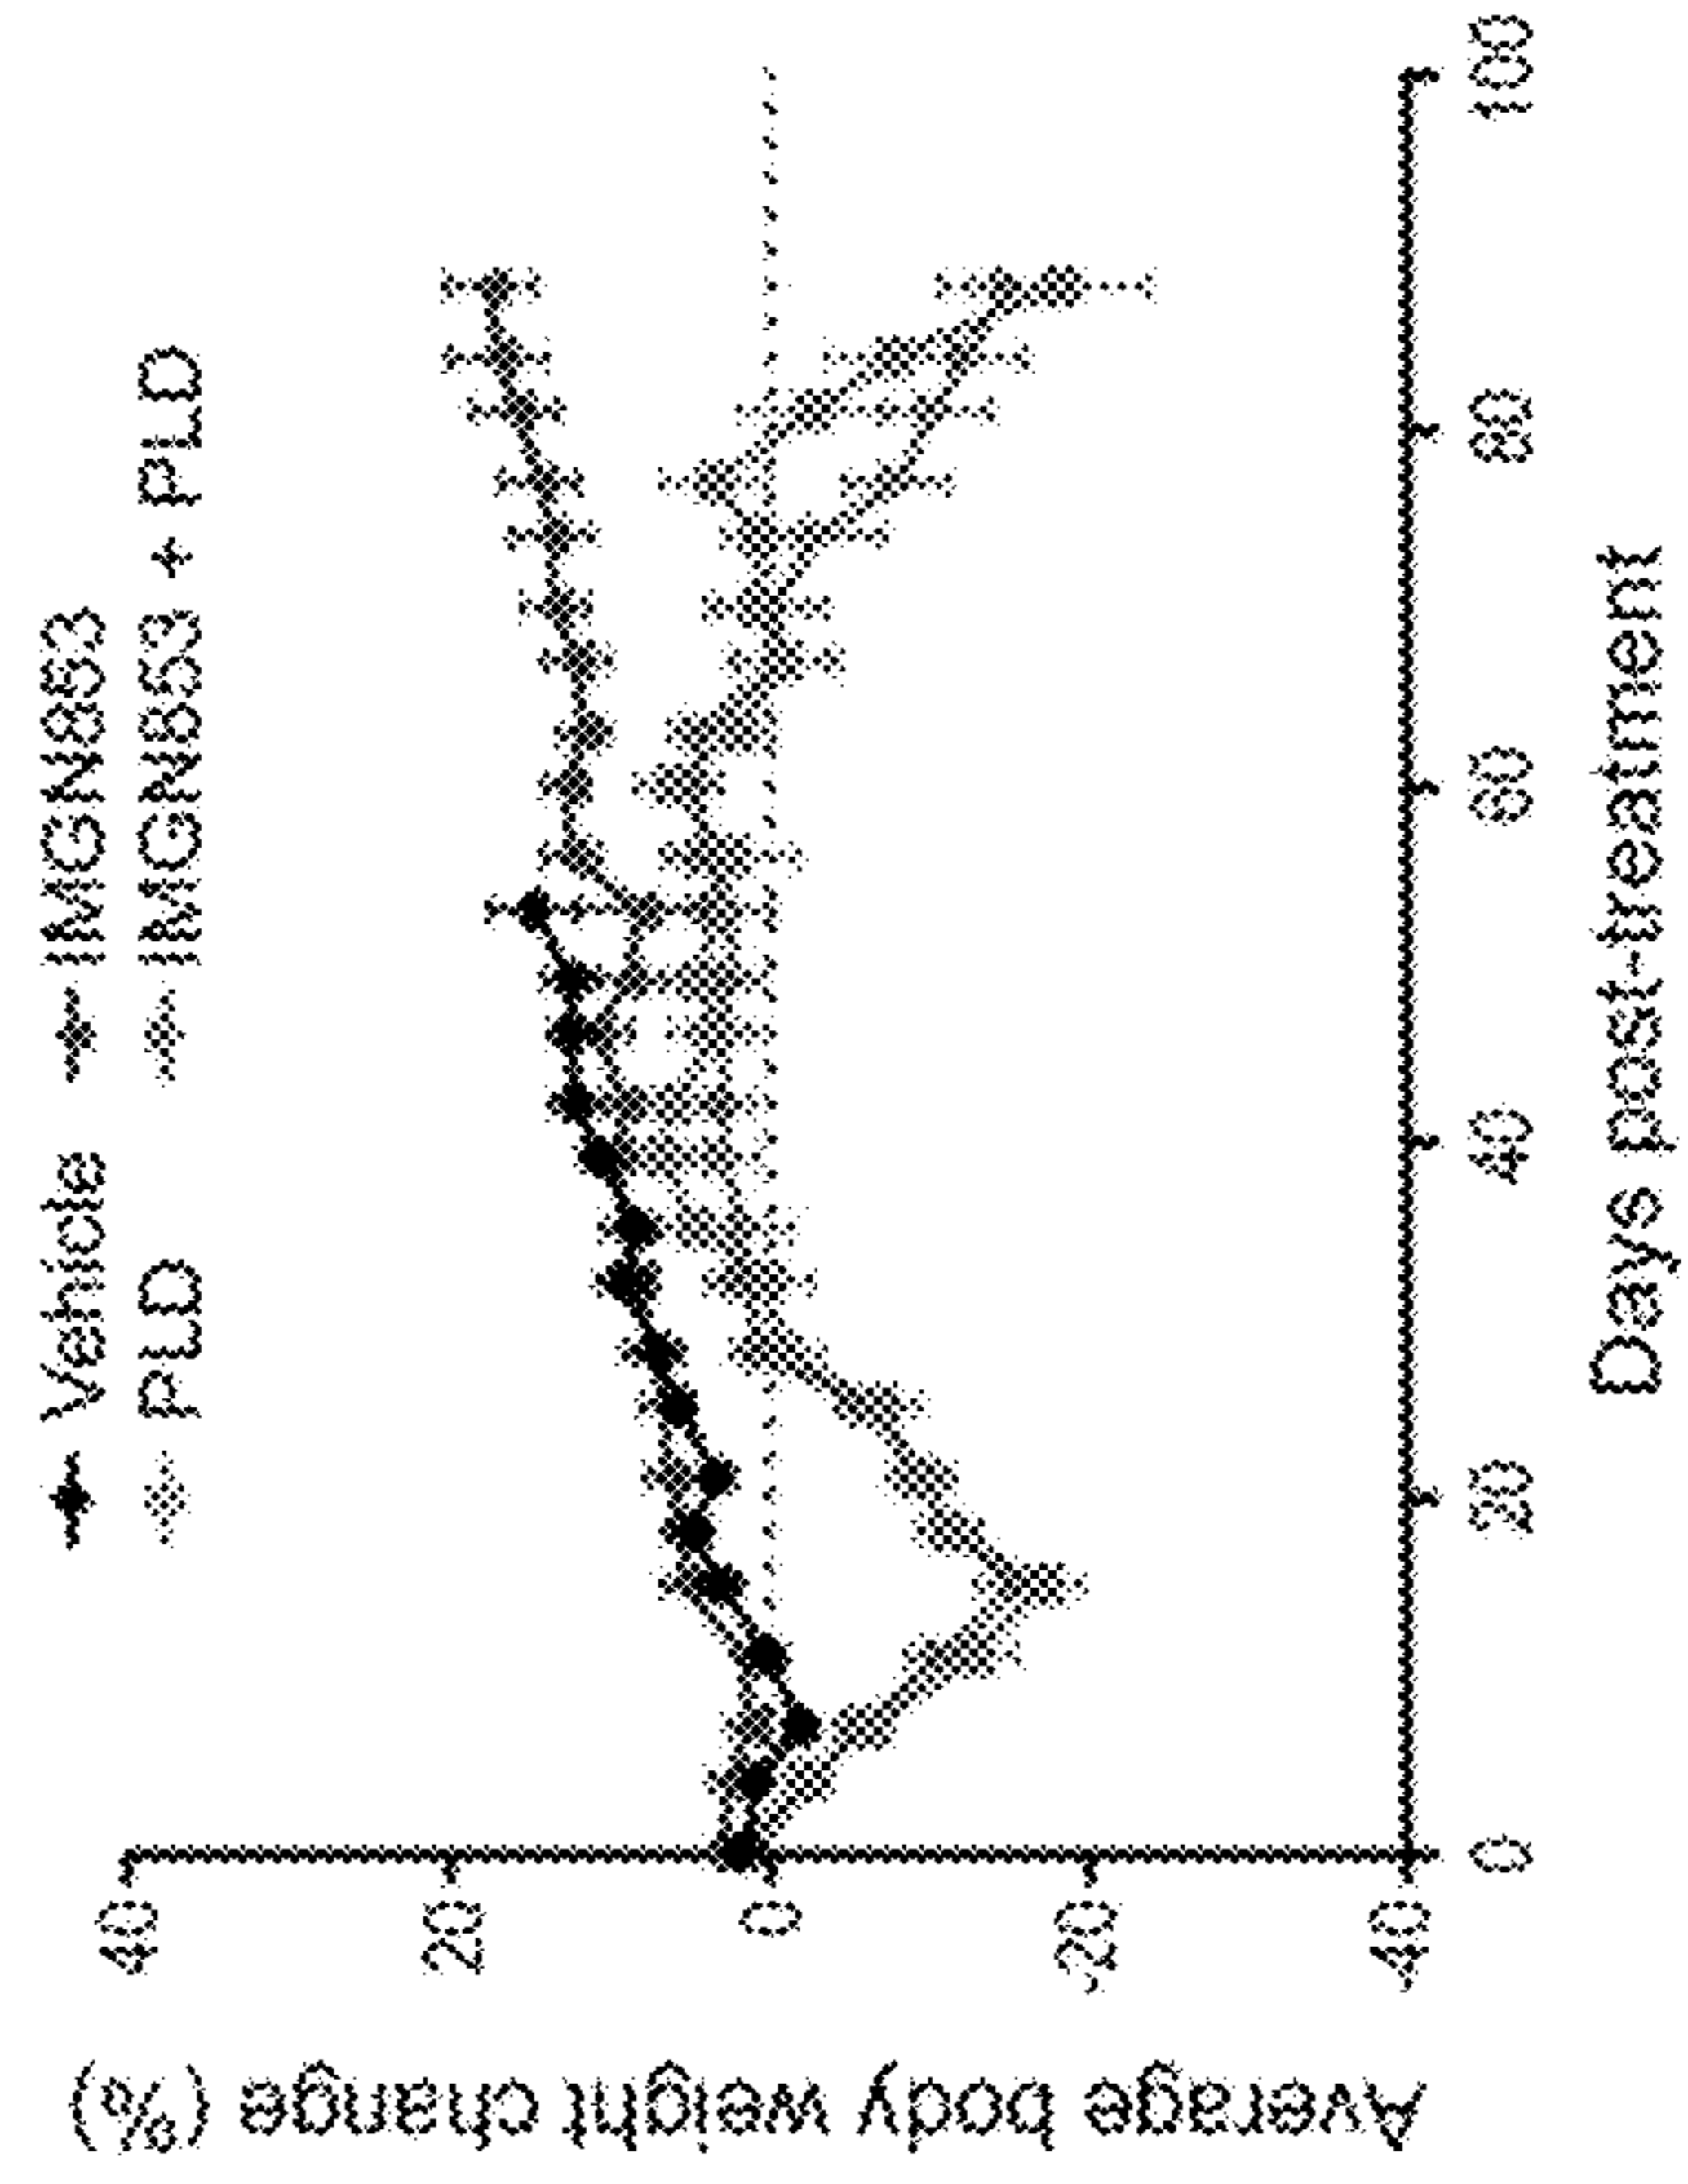 Vehicle IMGN853
PLD IMGN853 + PLD
Average body weight change (%)
40
20
0
-20
-40
0 20 40 60 80 100
Days post-treatment